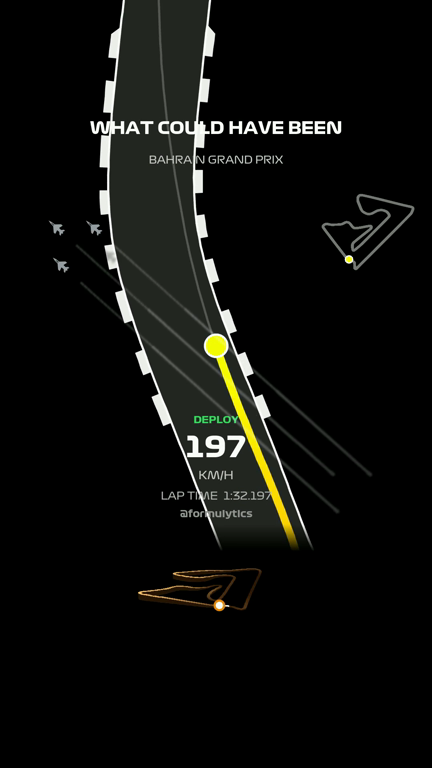 WHAT COULD HAVE BEEN
BAHRAIN GRAND PRIX
DEPLOY
197
KM/H
LAP TIME 1:32.197
@formulytics